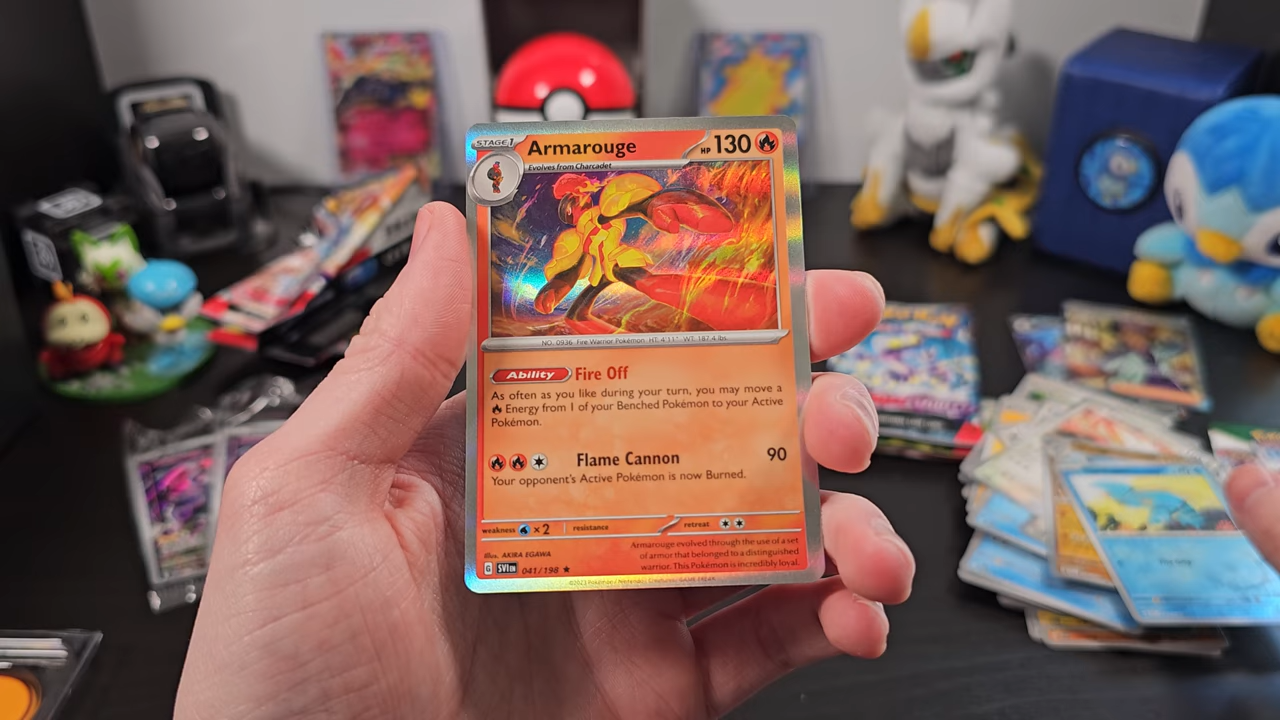 STAGE 1
Armarouge
HP 130
Evolves from Charcadet
NO. 0936 Fire Warrior Pokémon HT: 4'11" WT: 187.4 lbs.
Ability Fire Off
As often as you like during your turn, you may move a
Energy from 1 of your Benched Pokémon to your Active
Pokémon.
Flame Cannon 90
Your opponent's Active Pokémon is now Burned.
weakness ×2 resistance retreat
Illus. AKIRA EGAWA
Armarouge evolved through the use of a set
of armor that belonged to a distinguished
warrior. This Pokémon is incredibly loyal.
G SVI EN 041/198 ★